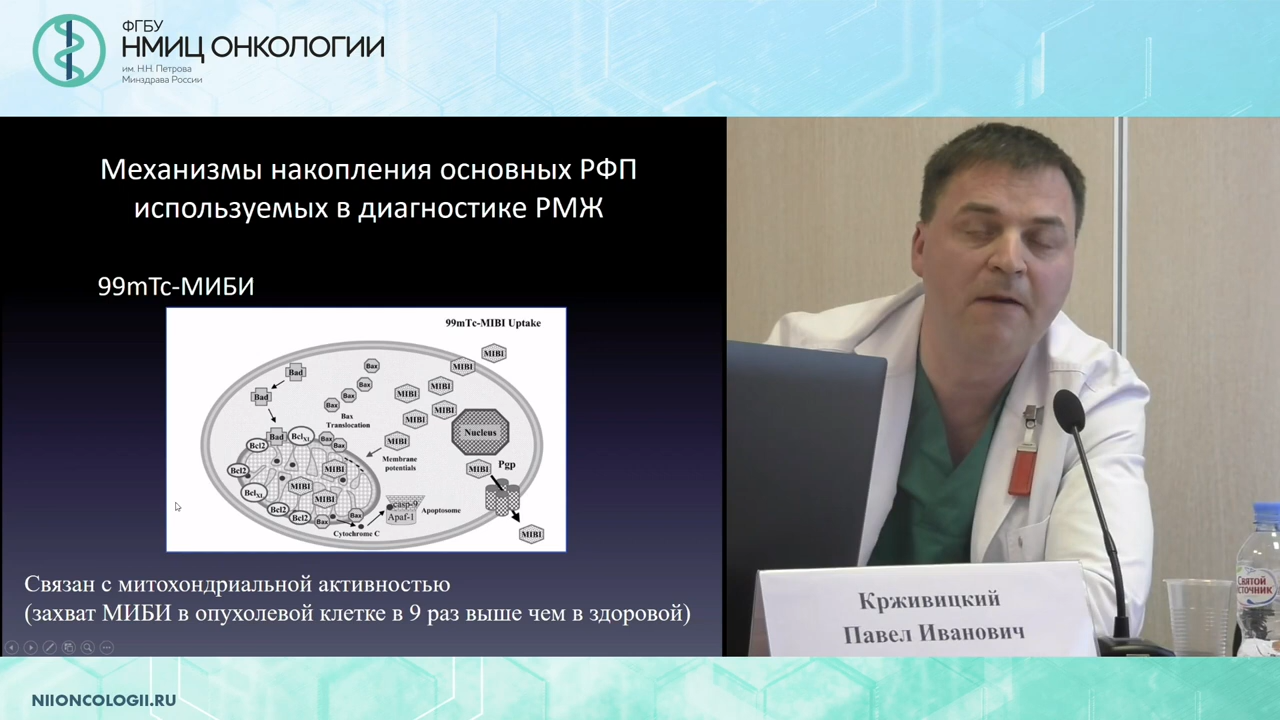 ФГБУ
НМИЦ ОНКОЛОГИИ
им. Н.Н. Петрова
Минздрава России
Механизмы накопления основных РФП
используемых в диагностике РМЖ
99mTc-МИБИ
99mTc-MIBI Uptake
MIBI
MIBI
Bax
Bad
Bax
MIBI
MIBI
Bad
Bax
Bax
MIBI
MIBI
Bax
Translocation
Nucleus
Bad
BclXL
Bax
Bax
MIBI
Bcl2
Membrane
potentials
Pgp
Bcl2
MIBI
MIBI
MIBI
BclXL
MIBI
casp-9
Apaf-1
Apoptosome
Bcl2
Bcl2
Bax
Bax
Cytochrome C
MIBI
Связан с митохондриальной активностью
(захват МИБИ в опухолевой клетке в 9 раз выше чем в здоровой)
Крживицкий
Павел Иванович
Святой
Источник
NIIONCOLOGII.RU